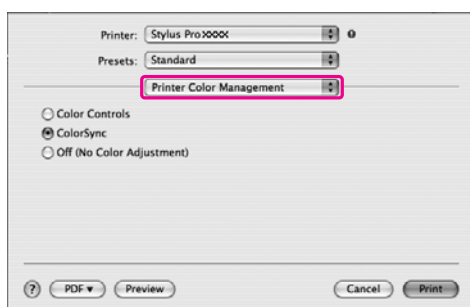 Printer: Stylus Pro XXXX
Presets: Standard
Printer Color Management
Color Controls
ColorSync
Off (No Color Adjustment)
? PDF ▼ Preview Cancel Print